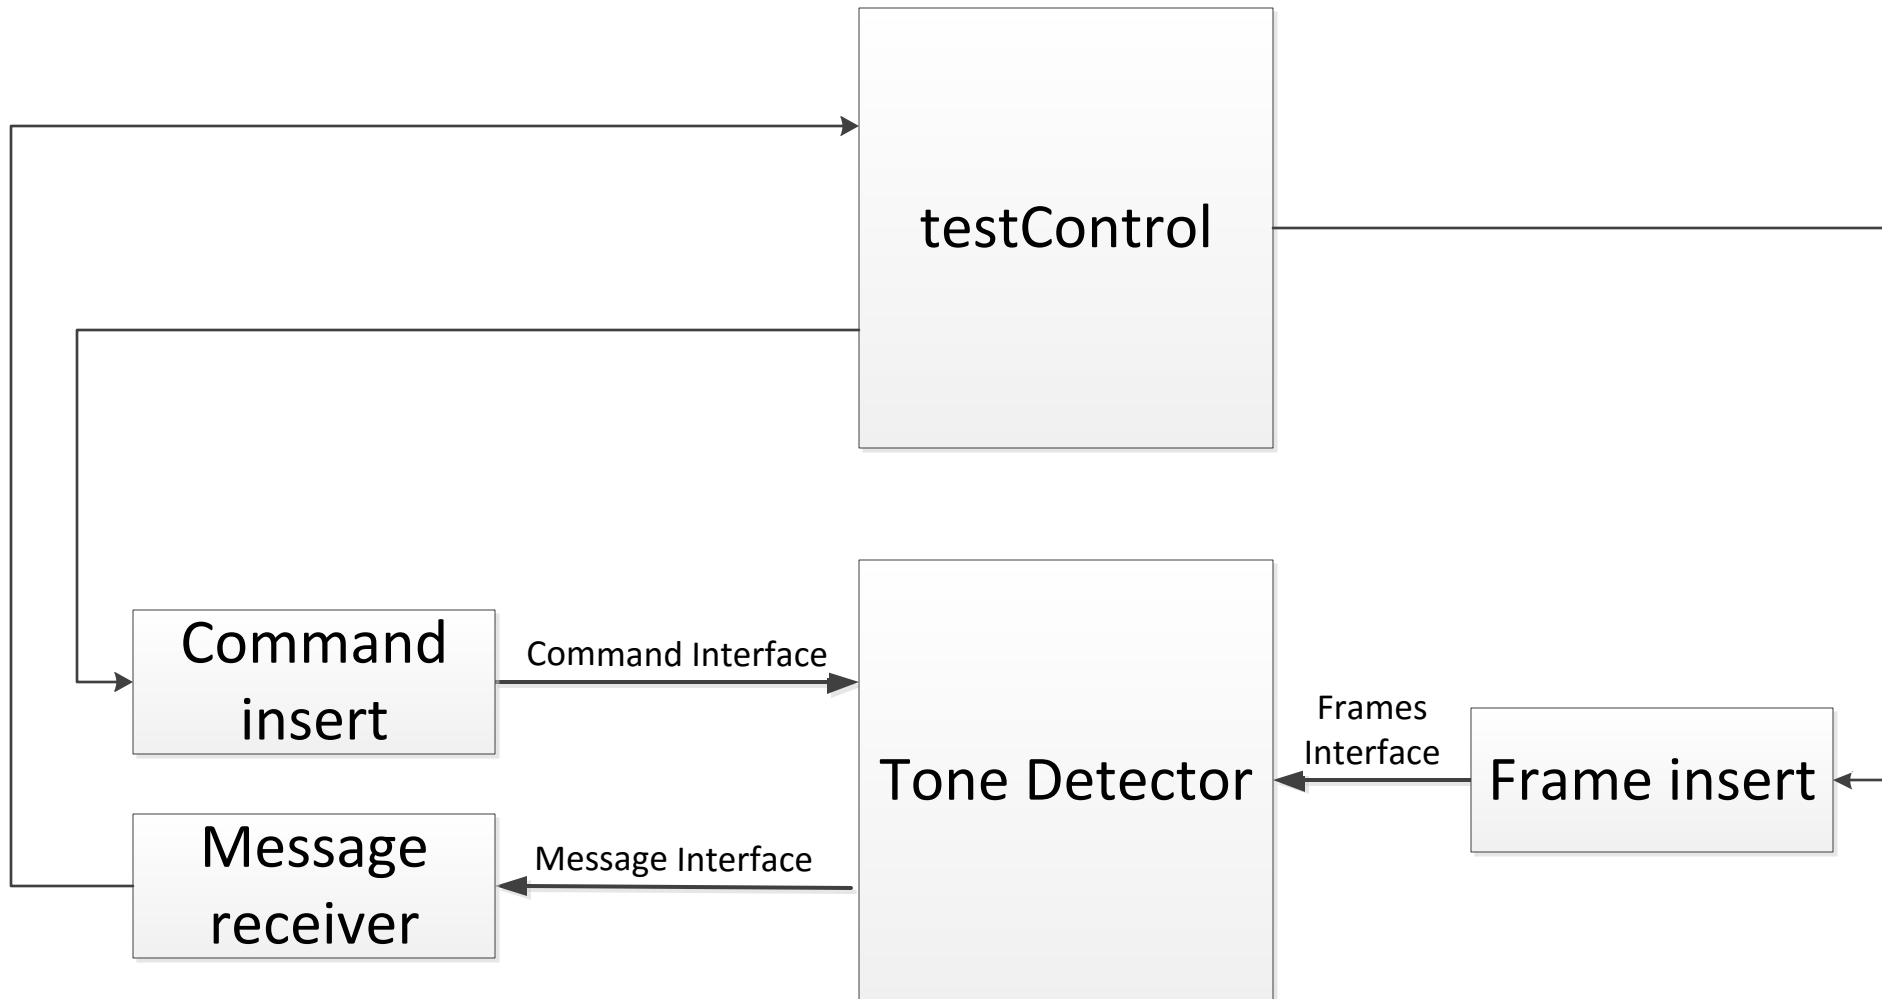 testControl
Command
insert
Command Interface
Frames
Interface
Tone Detector
Frame insert
Message
receiver
Message Interface